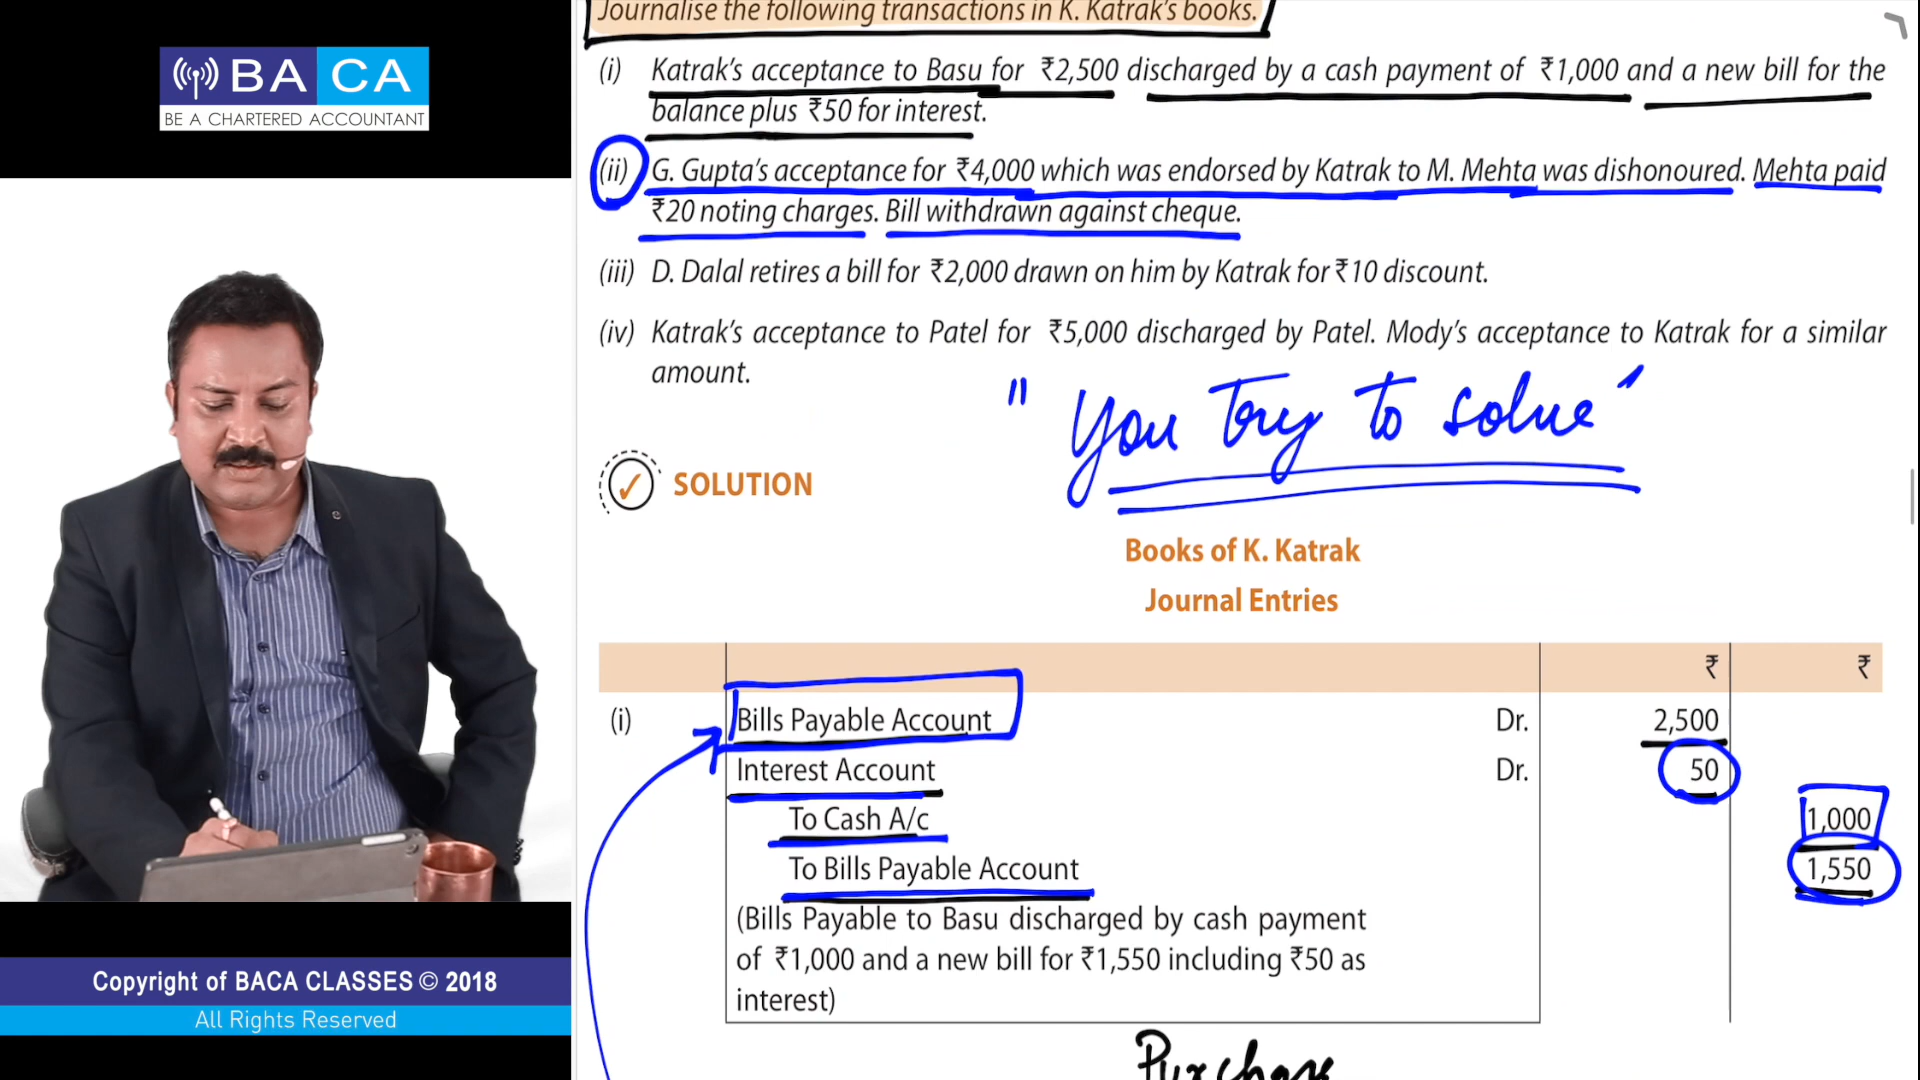 BA CA
BE A CHARTERED ACCOUNTANT
Journalise the following transactions in K. Katrak's books.
(i) Katrak's acceptance to Basu for ₹2,500 discharged by a cash payment of ₹1,000 and a new bill for the
balance plus ₹50 for interest.
(ii) G. Gupta's acceptance for ₹4,000 which was endorsed by Katrak to M. Mehta was dishonoured. Mehta paid
₹20 noting charges. Bill withdrawn against cheque.
(iii) D. Dalal retires a bill for ₹2,000 drawn on him by Katrak for ₹10 discount.
(iv) Katrak's acceptance to Patel for ₹5,000 discharged by Patel. Mody's acceptance to Katrak for a similar
amount.
"You Try to solve"
SOLUTION
Books of K. Katrak
Journal Entries
₹ ₹
(i) Bills Payable Account Dr. 2,500
Interest Account Dr. 50
To Cash A/c 1,000
To Bills Payable Account 1,550
(Bills Payable to Basu discharged by cash payment
of ₹1,000 and a new bill for ₹1,550 including ₹50 as
interest)
Purchase
Copyright of BACA CLASSES © 2018
All Rights Reserved